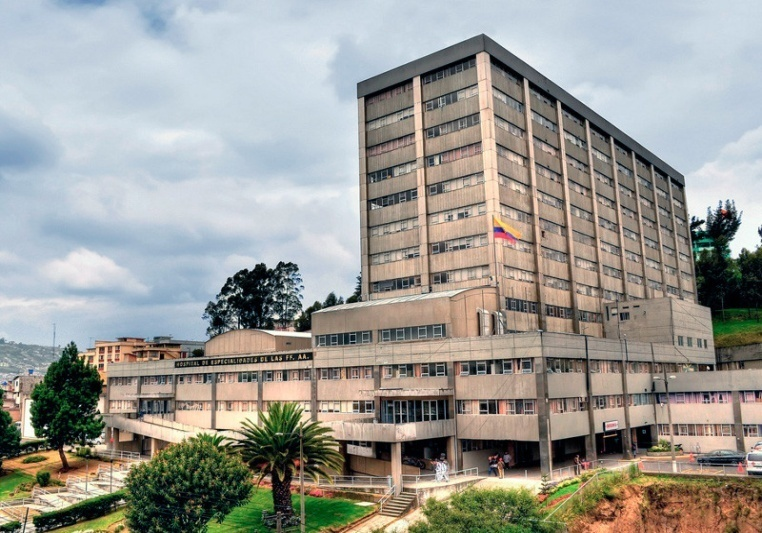 HOSPITAL DE ESPECIALIDADES DE LAS FF. AA.